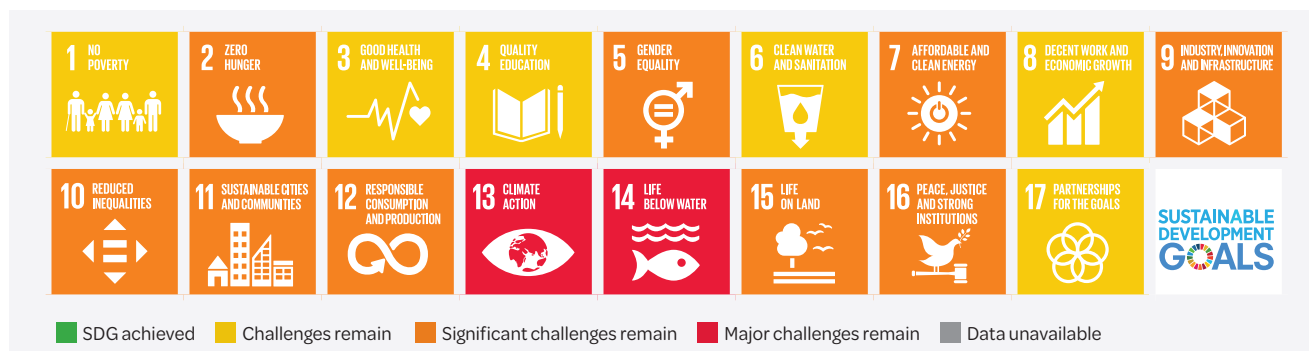 1 NO POVERTY
2 ZERO HUNGER
3 GOOD HEALTH AND WELL-BEING
4 QUALITY EDUCATION
5 GENDER EQUALITY
6 CLEAN WATER AND SANITATION
7 AFFORDABLE AND CLEAN ENERGY
8 DECENT WORK AND ECONOMIC GROWTH
9 INDUSTRY, INNOVATION AND INFRASTRUCTURE
10 REDUCED INEQUALITIES
11 SUSTAINABLE CITIES AND COMMUNITIES
12 RESPONSIBLE CONSUMPTION AND PRODUCTION
13 CLIMATE ACTION
14 LIFE BELOW WATER
15 LIFE ON LAND
16 PEACE, JUSTICE AND STRONG INSTITUTIONS
17 PARTNERSHIPS FOR THE GOALS
SUSTAINABLE
DEVELOPMENT
GOALS
SDG achieved
Challenges remain
Significant challenges remain
Major challenges remain
Data unavailable